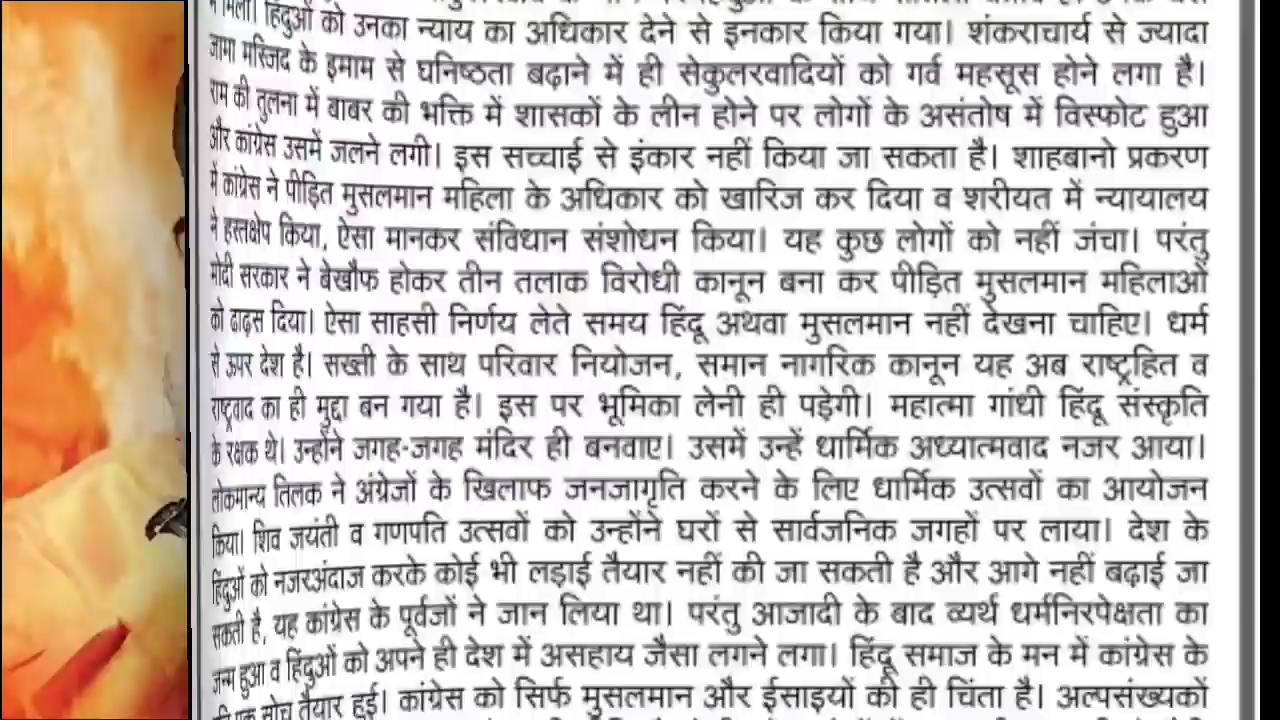 न मिला। हिंदुओं को उनका न्याय का अधिकार देने से इनकार किया गया। शंकराचार्य से ज्यादा
जामा मस्जिद के इमाम से घनिष्ठता बढ़ाने में ही सेकुलरवादियों को गर्व महसूस होने लगा है।
राम की तुलना में बाबर की भक्ति में शासकों के लीन होने पर लोगों के असंतोष में विस्फोट हुआ
और कांग्रेस उसमें जलने लगी। इस सच्चाई से इंकार नहीं किया जा सकता है। शाहबानो प्रकरण
में कांग्रेस ने पीड़ित मुसलमान महिला के अधिकार को खारिज कर दिया व शरीयत में न्यायालय
ने हस्तक्षेप किया, ऐसा मानकर संविधान संशोधन किया। यह कुछ लोगों को नहीं जंचा। परंतु
मोदी सरकार ने बेखौफ होकर तीन तलाक विरोधी कानून बना कर पीड़ित मुसलमान महिलाओं
को ढाढ़स दिया। ऐसा साहसी निर्णय लेते समय हिंदू अथवा मुसलमान नहीं देखना चाहिए। धर्म
से ऊपर देश है। सख्ती के साथ परिवार नियोजन, समान नागरिक कानून यह अब राष्ट्रहित व
राष्ट्रवाद का ही मुद्दा बन गया है। इस पर भूमिका लेनी ही पड़ेगी। महात्मा गांधी हिंदू संस्कृति
के रक्षक थे। उन्होंने जगह-जगह मंदिर ही बनवाए। उसमें उन्हें धार्मिक अध्यात्मवाद नजर आया।
लोकमान्य तिलक ने अंग्रेजों के खिलाफ जनजागृति करने के लिए धार्मिक उत्सवों का आयोजन
किया। शिव जयंती व गणपति उत्सवों को उन्होंने घरों से सार्वजनिक जगहों पर लाया। देश के
हिंदुओं को नजरअंदाज करके कोई भी लड़ाई तैयार नहीं की जा सकती है और आगे नहीं बढ़ाई जा
सकती है, यह कांग्रेस के पूर्वजों ने जान लिया था। परंतु आजादी के बाद व्यर्थ धर्मनिरपेक्षता का
जन्म हुआ व हिंदुओं को अपने ही देश में असहाय जैसा लगने लगा। हिंदू समाज के मन में कांग्रेस के
सोच तैयार हुई। कांग्रेस को सिर्फ मुसलमान और ईसाइयों की ही चिंता है। अल्पसंख्यकों